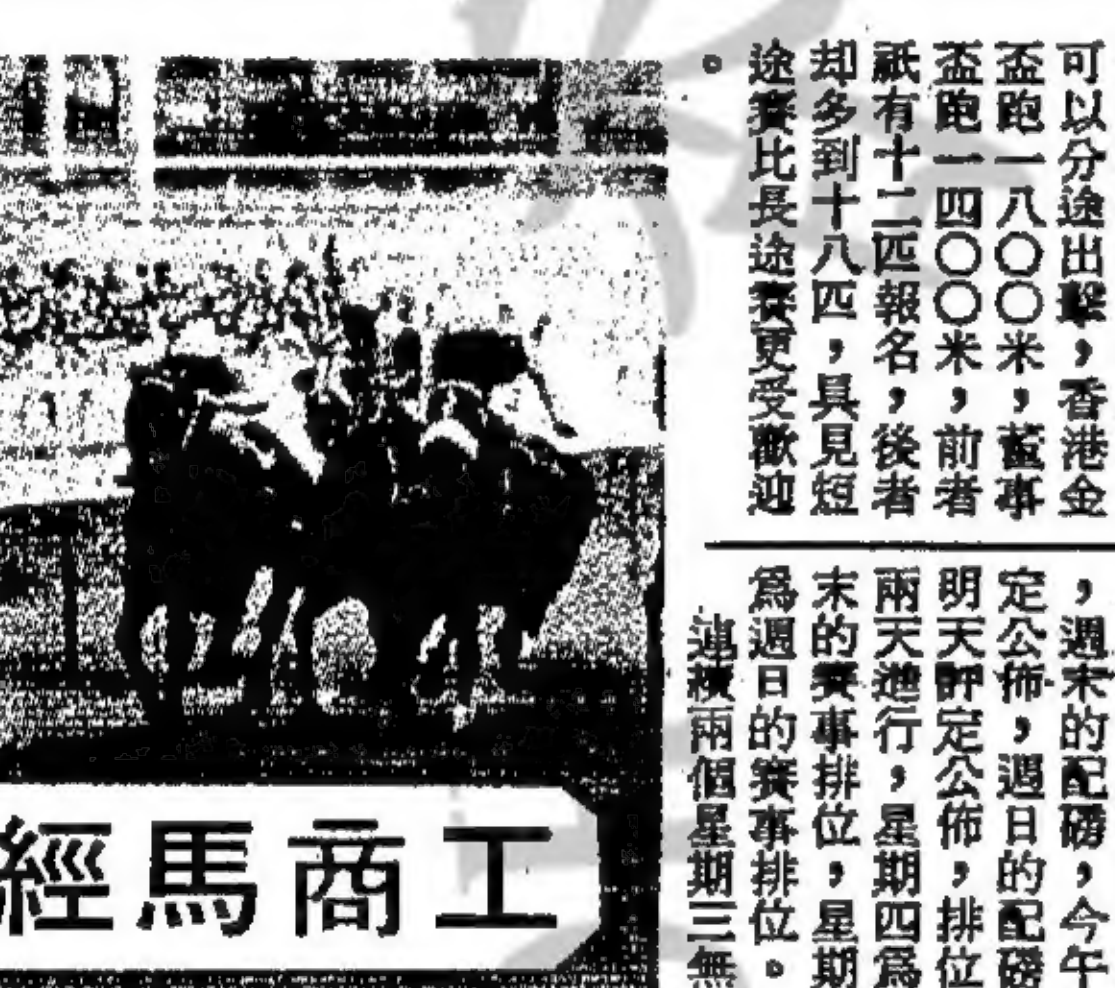 可以分途出擊，香港金
盃跑一八〇〇米，董事
盃跑一四〇〇米，前者
祇有十二匹報名，後者
却多到十八匹，具見短
途賽比長途賽更受歡迎
。
，週末的配磅，今午
定公佈，週日的配磅
明天評定公佈，排位
兩天進行，星期四爲
末的賽事排位，星期
爲週日的賽事排位。
連續兩個星期三無
工商馬經